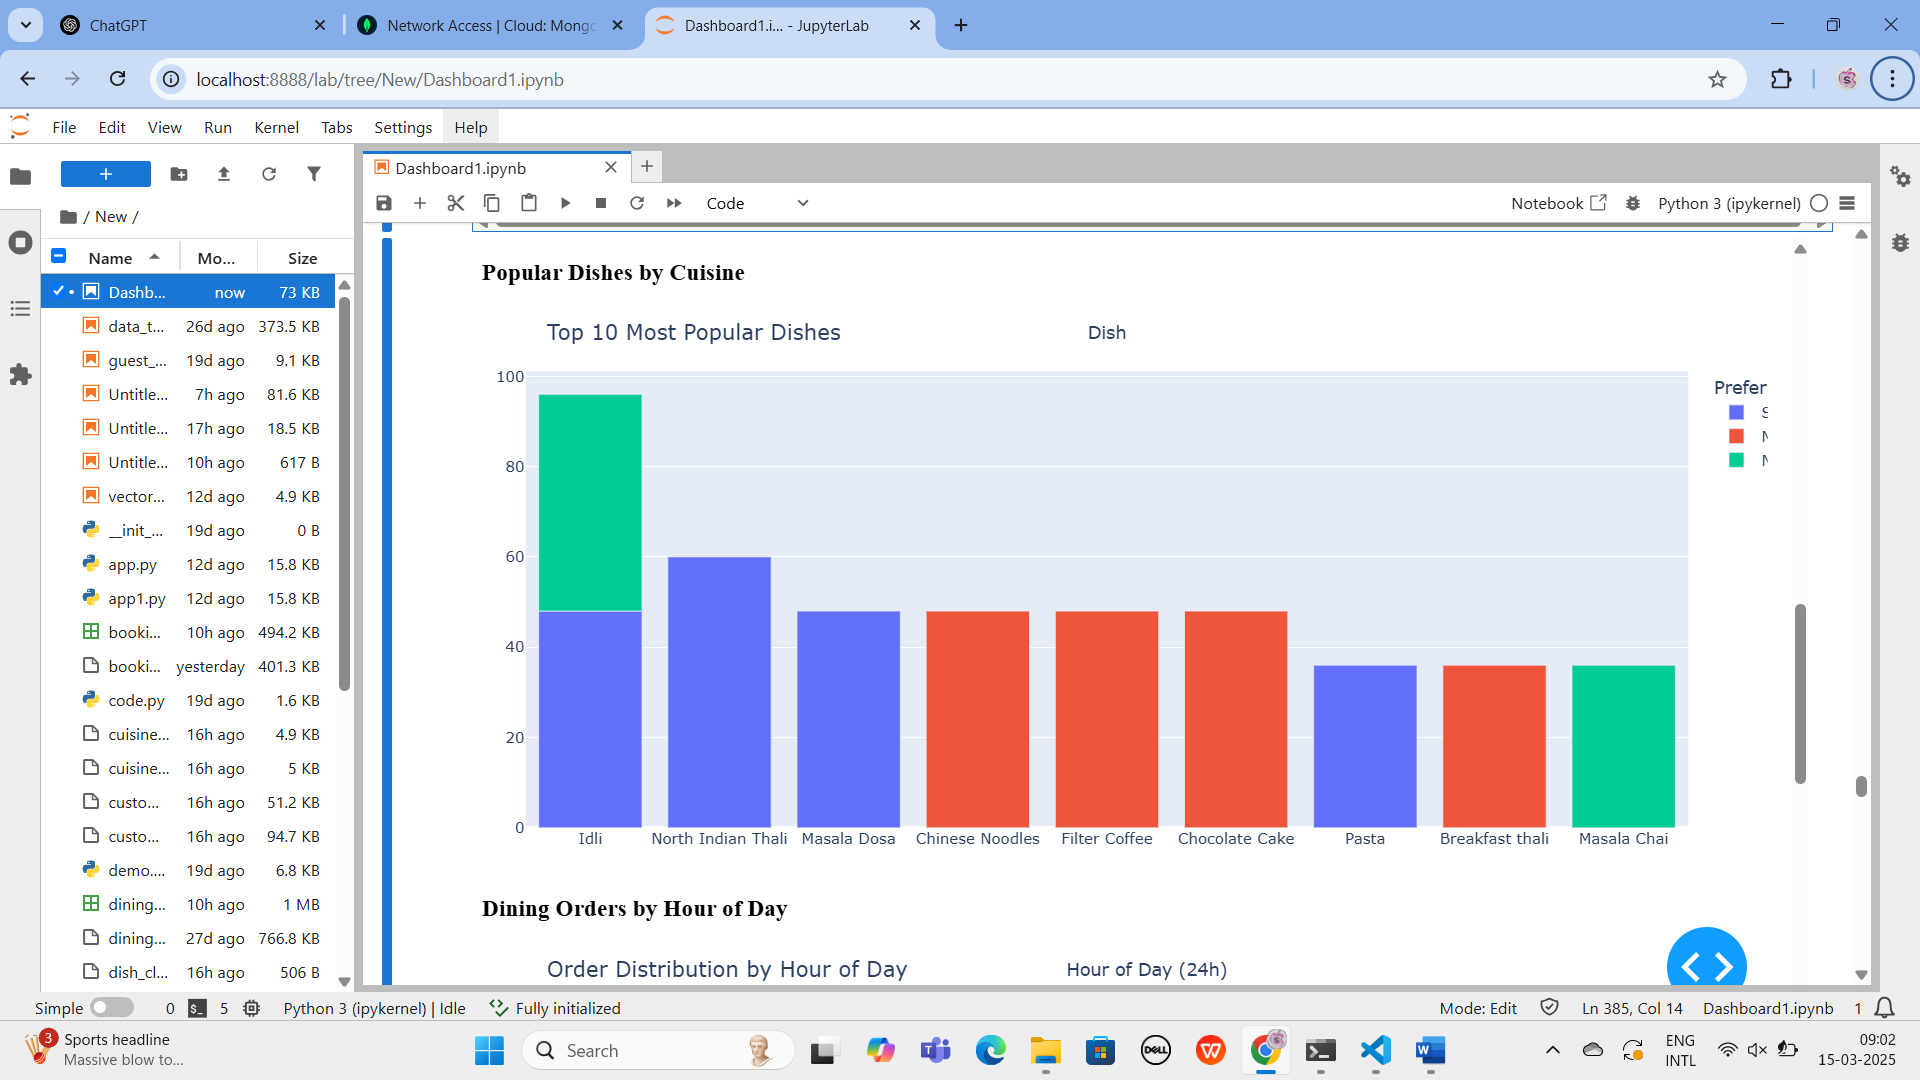 ChatGPT
Network Access | Cloud: Mong
Dashboard1.i... - JupyterLab
localhost:8888/lab/tree/New/Dashboard1.ipynb
File Edit View Run Kernel Tabs Settings Help
Dashboard1.ipynb
/ New /
Code
Notebook
Python 3 (ipykernel)
Name Mo... Size
Dashb... now 73 KB
data_t... 26d ago 373.5 KB
guest_... 19d ago 9.1 KB
Untitle... 7h ago 81.6 KB
Untitle... 17h ago 18.5 KB
Untitle... 10h ago 617 B
vector... 12d ago 4.9 KB
__init_... 19d ago 0 B
app.py 12d ago 15.8 KB
app1.py 12d ago 15.8 KB
booki... 10h ago 494.2 KB
booki... yesterday 401.3 KB
code.py 19d ago 1.6 KB
cuisine... 16h ago 4.9 KB
cuisine... 16h ago 5 KB
custo... 16h ago 51.2 KB
custo... 16h ago 94.7 KB
demo.... 19d ago 6.8 KB
dining... 10h ago 1 MB
dining... 27d ago 766.8 KB
dish_cl... 16h ago 506 B
Popular Dishes by Cuisine
Top 10 Most Popular Dishes
Dish
100
80
60
40
20
0
Prefer
Idli North Indian Thali Masala Dosa Chinese Noodles Filter Coffee Chocolate Cake Pasta Breakfast thali Masala Chai
Dining Orders by Hour of Day
Order Distribution by Hour of Day
Hour of Day (24h)
Simple 0 5 Python 3 (ipykernel) | Idle Fully initialized
Mode: Edit Ln 385, Col 14 Dashboard1.ipynb 1
3
Sports headline
Massive blow to...
Search
DELL
ENG
INTL
09:02
15-03-2025